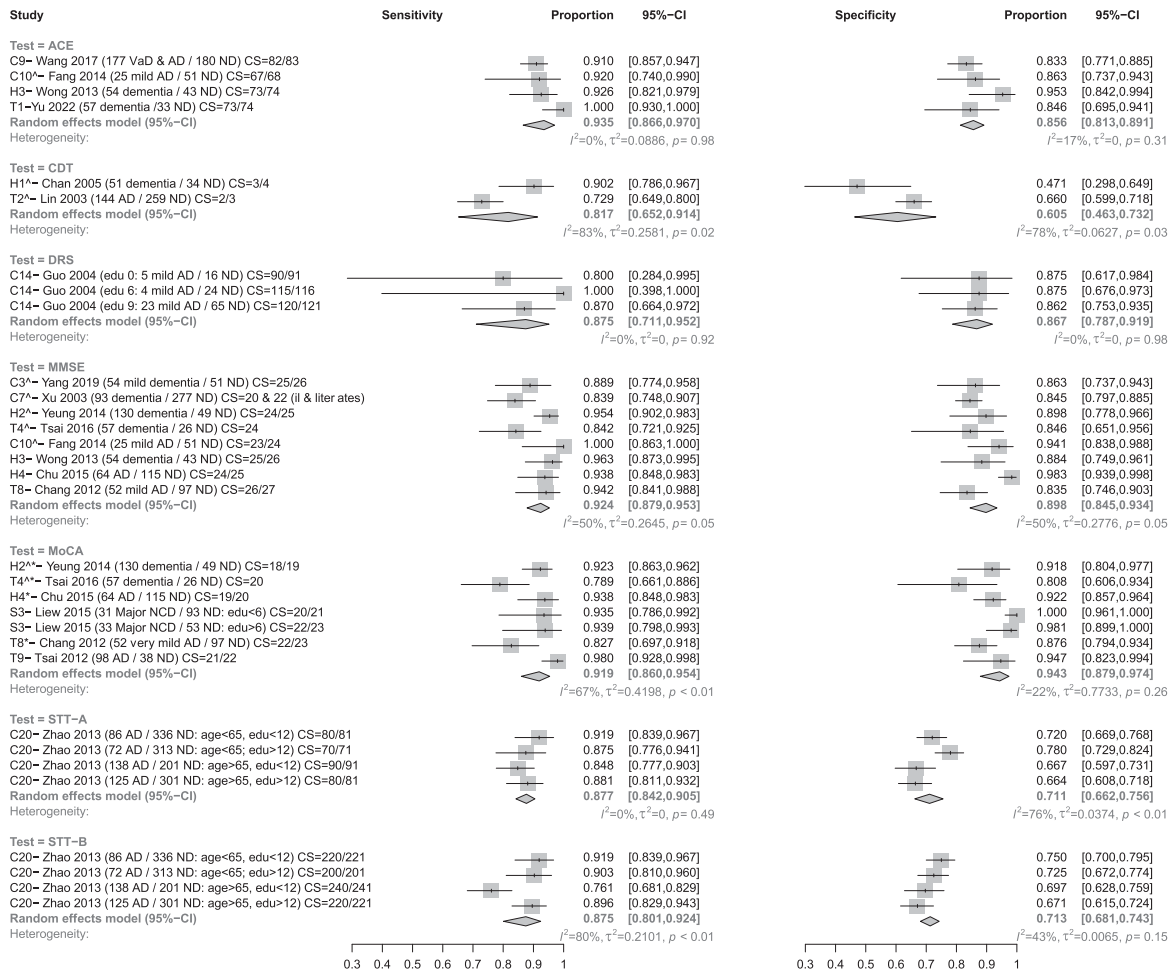 Study Sensitivity Proportion 95%−CI Specificity Proportion 95%−CI
Test = ACE
C9− Wang 2017 (177 VaD & AD / 180 ND) CS=82/83 0.910 [0.857,0.947] 0.833 [0.771,0.885]
C10^− Fang 2014 (25 mild AD / 51 ND) CS=67/68 0.920 [0.740,0.990] 0.863 [0.737,0.943]
H3− Wong 2013 (54 dementia / 43 ND) CS=73/74 0.926 [0.821,0.979] 0.953 [0.842,0.994]
T1−Yu 2022 (57 dementia /33 ND) CS=73/74 1.000 [0.930,1.000] 0.846 [0.695,0.941]
Random effects model (95%−CI) 0.935 [0.866,0.970] 0.856 [0.813,0.891]
Heterogeneity: I²=0%, τ²=0.0886, p= 0.98 I²=17%, τ²=0, p= 0.31
Test = CDT
H1^− Chan 2005 (51 dementia / 34 ND) CS=3/4 0.902 [0.786,0.967] 0.471 [0.298,0.649]
T2^− Lin 2003 (144 AD / 259 ND) CS=2/3 0.729 [0.649,0.800] 0.660 [0.599,0.718]
Random effects model (95%−CI) 0.817 [0.652,0.914] 0.605 [0.463,0.732]
Heterogeneity: I²=83%, τ²=0.2581, p= 0.02 I²=78%, τ²=0.0627, p= 0.03
Test = DRS
C14− Guo 2004 (edu 0: 5 mild AD / 16 ND) CS=90/91 0.800 [0.284,0.995] 0.875 [0.617,0.984]
C14− Guo 2004 (edu 6: 4 mild AD / 24 ND) CS=115/116 1.000 [0.398,1.000] 0.875 [0.676,0.973]
C14− Guo 2004 (edu 9: 23 mild AD / 65 ND) CS=120/121 0.870 [0.664,0.972] 0.862 [0.753,0.935]
Random effects model (95%−CI) 0.875 [0.711,0.952] 0.867 [0.787,0.919]
Heterogeneity: I²=0%, τ²=0, p= 0.92 I²=0%, τ²=0, p= 0.98
Test = MMSE
C3^− Yang 2019 (54 mild dementia / 51 ND) CS=25/26 0.889 [0.774,0.958] 0.863 [0.737,0.943]
C7^− Xu 2003 (93 dementia / 277 ND) CS=20 & 22 (il & liter ates) 0.839 [0.748,0.907] 0.845 [0.797,0.885]
H2^− Yeung 2014 (130 dementia / 49 ND) CS=24/25 0.954 [0.902,0.983] 0.898 [0.778,0.966]
T4^− Tsai 2016 (57 dementia / 26 ND) CS=24 0.842 [0.721,0.925] 0.846 [0.651,0.956]
C10^− Fang 2014 (25 mild AD / 51 ND) CS=23/24 1.000 [0.863,1.000] 0.941 [0.838,0.988]
H3− Wong 2013 (54 dementia / 43 ND) CS=25/26 0.963 [0.873,0.995] 0.884 [0.749,0.961]
H4− Chu 2015 (64 AD / 115 ND) CS=24/25 0.938 [0.848,0.983] 0.983 [0.939,0.998]
T8− Chang 2012 (52 mild AD / 97 ND) CS=26/27 0.942 [0.841,0.988] 0.835 [0.746,0.903]
Random effects model (95%−CI) 0.924 [0.879,0.953] 0.898 [0.845,0.934]
Heterogeneity: I²=50%, τ²=0.2645, p= 0.05 I²=50%, τ²=0.2776, p= 0.05
Test = MoCA
H2^*− Yeung 2014 (130 dementia / 49 ND) CS=18/19 0.923 [0.863,0.962] 0.918 [0.804,0.977]
T4^*− Tsai 2016 (57 dementia / 26 ND) CS=20 0.789 [0.661,0.886] 0.808 [0.606,0.934]
H4*− Chu 2015 (64 AD / 115 ND) CS=19/20 0.938 [0.848,0.983] 0.922 [0.857,0.964]
S3− Liew 2015 (31 Major NCD / 93 ND: edu<6) CS=20/21 0.935 [0.786,0.992] 1.000 [0.961,1.000]
S3− Liew 2015 (33 Major NCD / 53 ND: edu>6) CS=22/23 0.939 [0.798,0.993] 0.981 [0.899,1.000]
T8*− Chang 2012 (52 very mild AD / 97 ND) CS=22/23 0.827 [0.697,0.918] 0.876 [0.794,0.934]
T9− Tsai 2012 (98 AD / 38 ND) CS=21/22 0.980 [0.928,0.998] 0.947 [0.823,0.994]
Random effects model (95%−CI) 0.919 [0.860,0.954] 0.943 [0.879,0.974]
Heterogeneity: I²=67%, τ²=0.4198, p < 0.01 I²=22%, τ²=0.7733, p= 0.26
Test = STT−A
C20− Zhao 2013 (86 AD / 336 ND: age<65, edu<12) CS=80/81 0.919 [0.839,0.967] 0.720 [0.669,0.768]
C20− Zhao 2013 (72 AD / 313 ND: age<65; edu>12) CS=70/71 0.875 [0.776,0.941] 0.780 [0.729,0.824]
C20− Zhao 2013 (138 AD / 201 ND: age>65, edu<12) CS=90/91 0.848 [0.777,0.903] 0.667 [0.597,0.731]
C20− Zhao 2013 (125 AD / 301 ND: age>65, edu>12) CS=80/81 0.881 [0.811,0.932] 0.664 [0.608,0.718]
Random effects model (95%−CI) 0.877 [0.842,0.905] 0.711 [0.662,0.756]
Heterogeneity: I²=0%, τ²=0, p= 0.49 I²=76%, τ²=0.0374, p < 0.01
Test = STT−B
C20− Zhao 2013 (86 AD / 336 ND: age<65, edu<12) CS=220/221 0.919 [0.839,0.967] 0.750 [0.700,0.795]
C20− Zhao 2013 (72 AD / 313 ND: age<65, edu>12) CS=200/201 0.903 [0.810,0.960] 0.725 [0.672,0.774]
C20− Zhao 2013 (138 AD / 201 ND: age>65, edu<12) CS=240/241 0.761 [0.681,0.829] 0.697 [0.628,0.759]
C20− Zhao 2013 (125 AD / 301 ND: age>65, edu>12) CS=220/221 0.896 [0.829,0.943] 0.671 [0.615,0.724]
Random effects model (95%−CI) 0.875 [0.801,0.924] 0.713 [0.681,0.743]
Heterogeneity: I²=80%, τ²=0.2101, p < 0.01 I²=43%, τ²=0.0065, p= 0.15
0.3 0.4 0.5 0.6 0.7 0.8 0.9 1 0.3 0.4 0.5 0.6 0.7 0.8 0.9 1